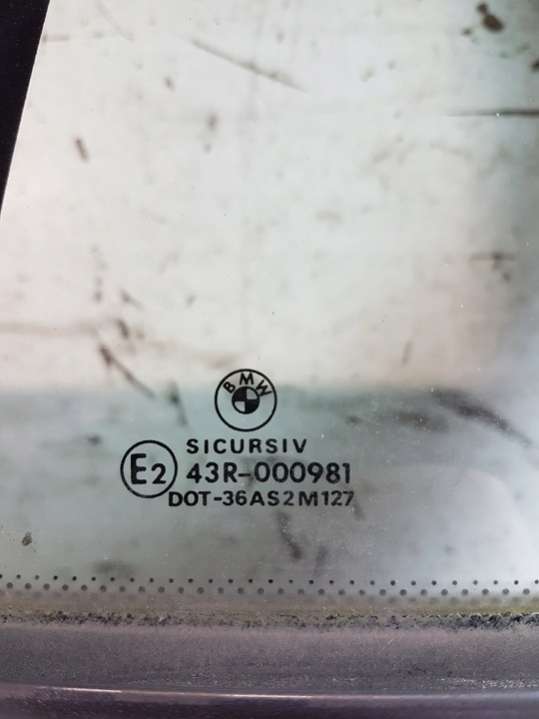 BMW
SICURSIV
E2 43R-000981
DOT-36AS2M127